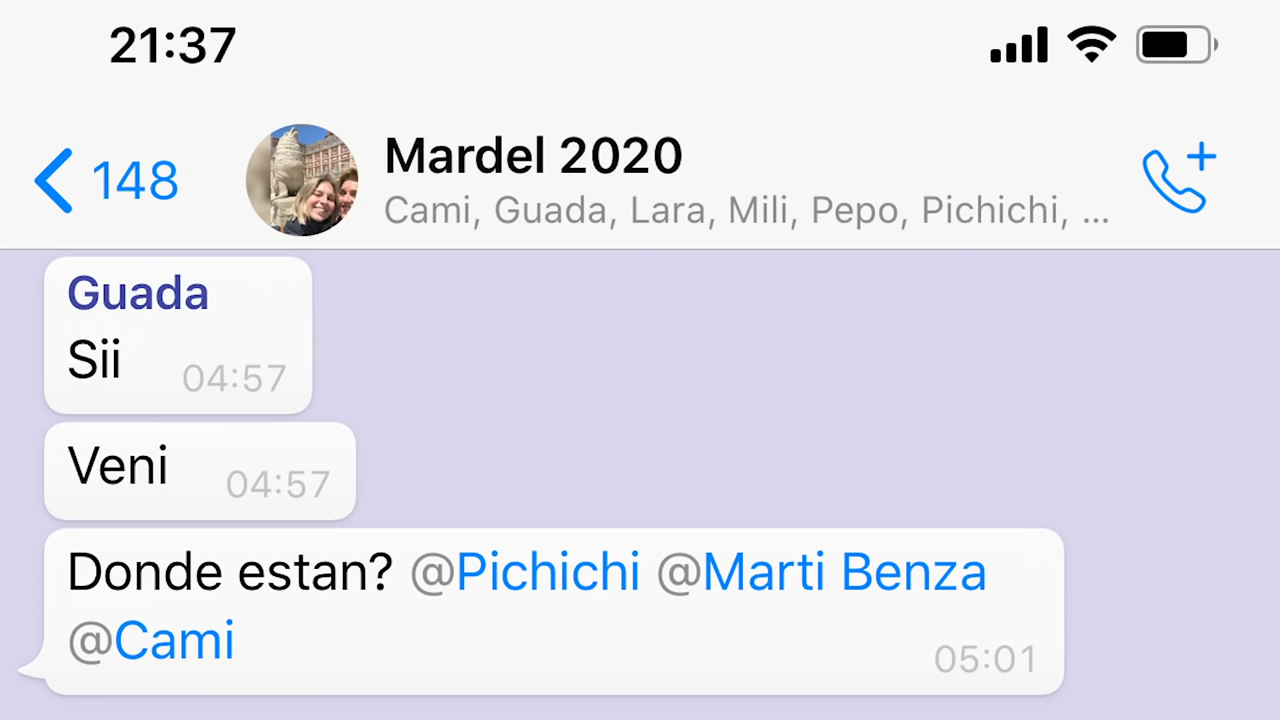 21:37
148
Mardel 2020
Cami, Guada, Lara, Mili, Pepo, Pichichi, ...
Guada
Sii
04:57
Veni
04:57
Donde estan? @Pichichi @Marti Benza
@Cami
05:01